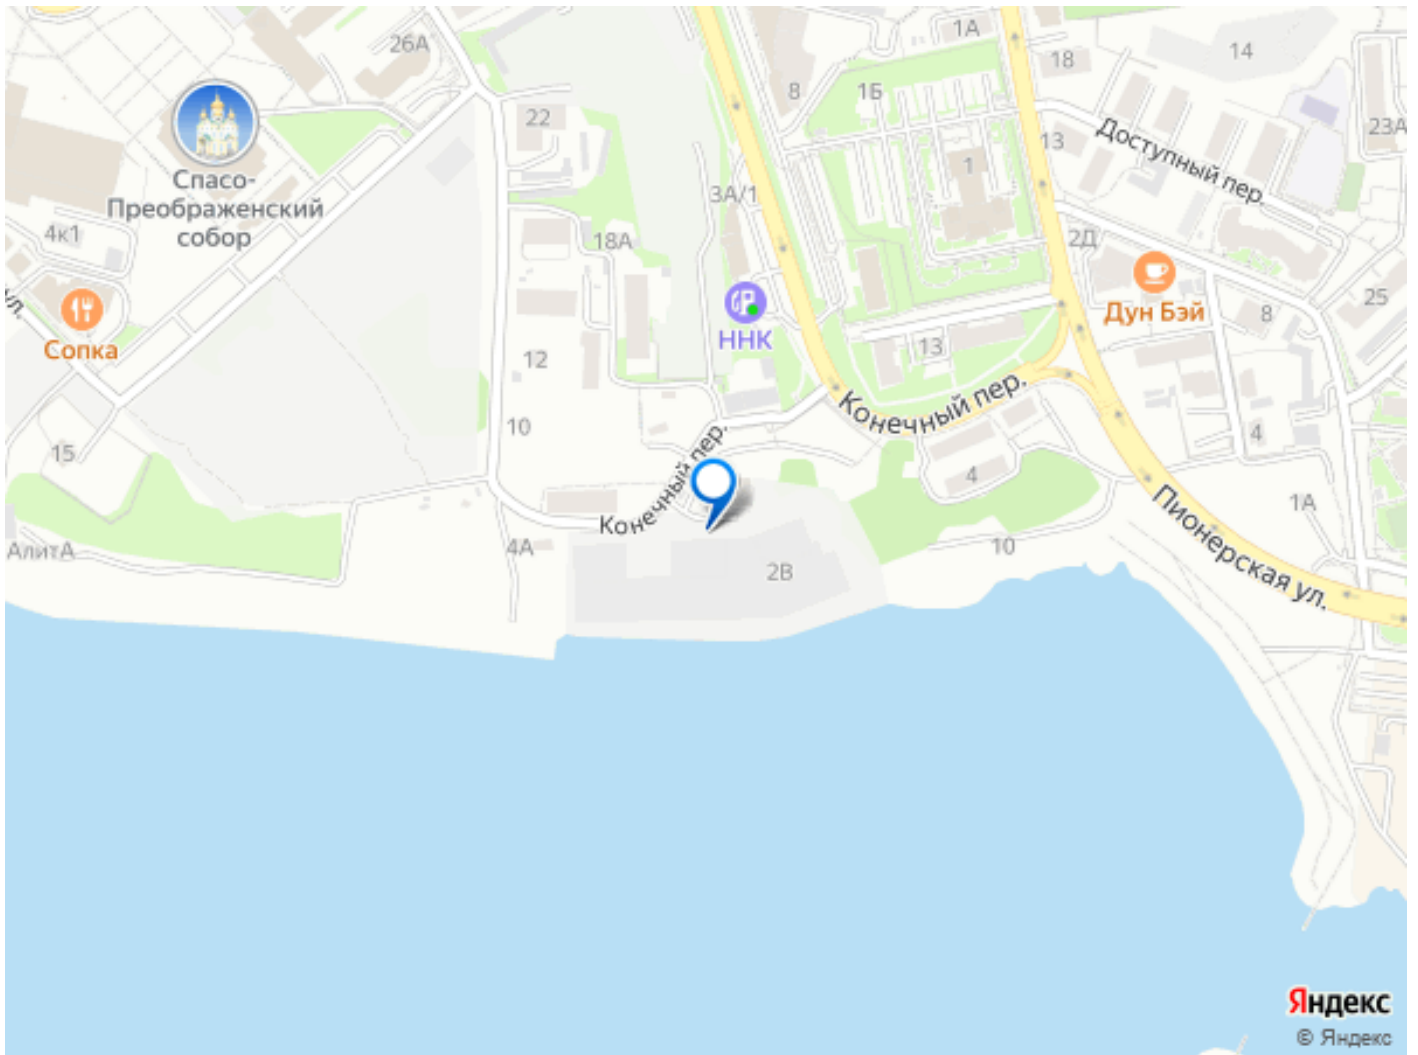 26А
1А
18
14
8
1Б
22
23А
Доступный пер.
13
1
Спасо-
Преображенский
собор
3А/1
4к1
18А
2Д
ул.
Сопка
ННК
Дун Бэй
25
8
12
13
Конечный пер.
10
15
4
4
Конечный пер.
Пионерская ул.
1А
АлитА
4А
2В
10
Яндекс
© Яндекс